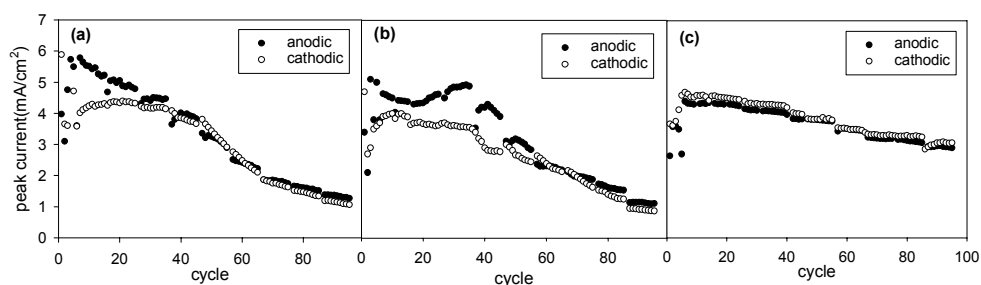 7
6
5
4
3
2
1
0
peak current(mA/cm²)
(a)
anodic
cathodic
0 20 40 60 80
cycle
(b)
anodic
cathodic
0 20 40 60 80
cycle
(c)
anodic
cathodic
0 20 40 60 80 100
cycle